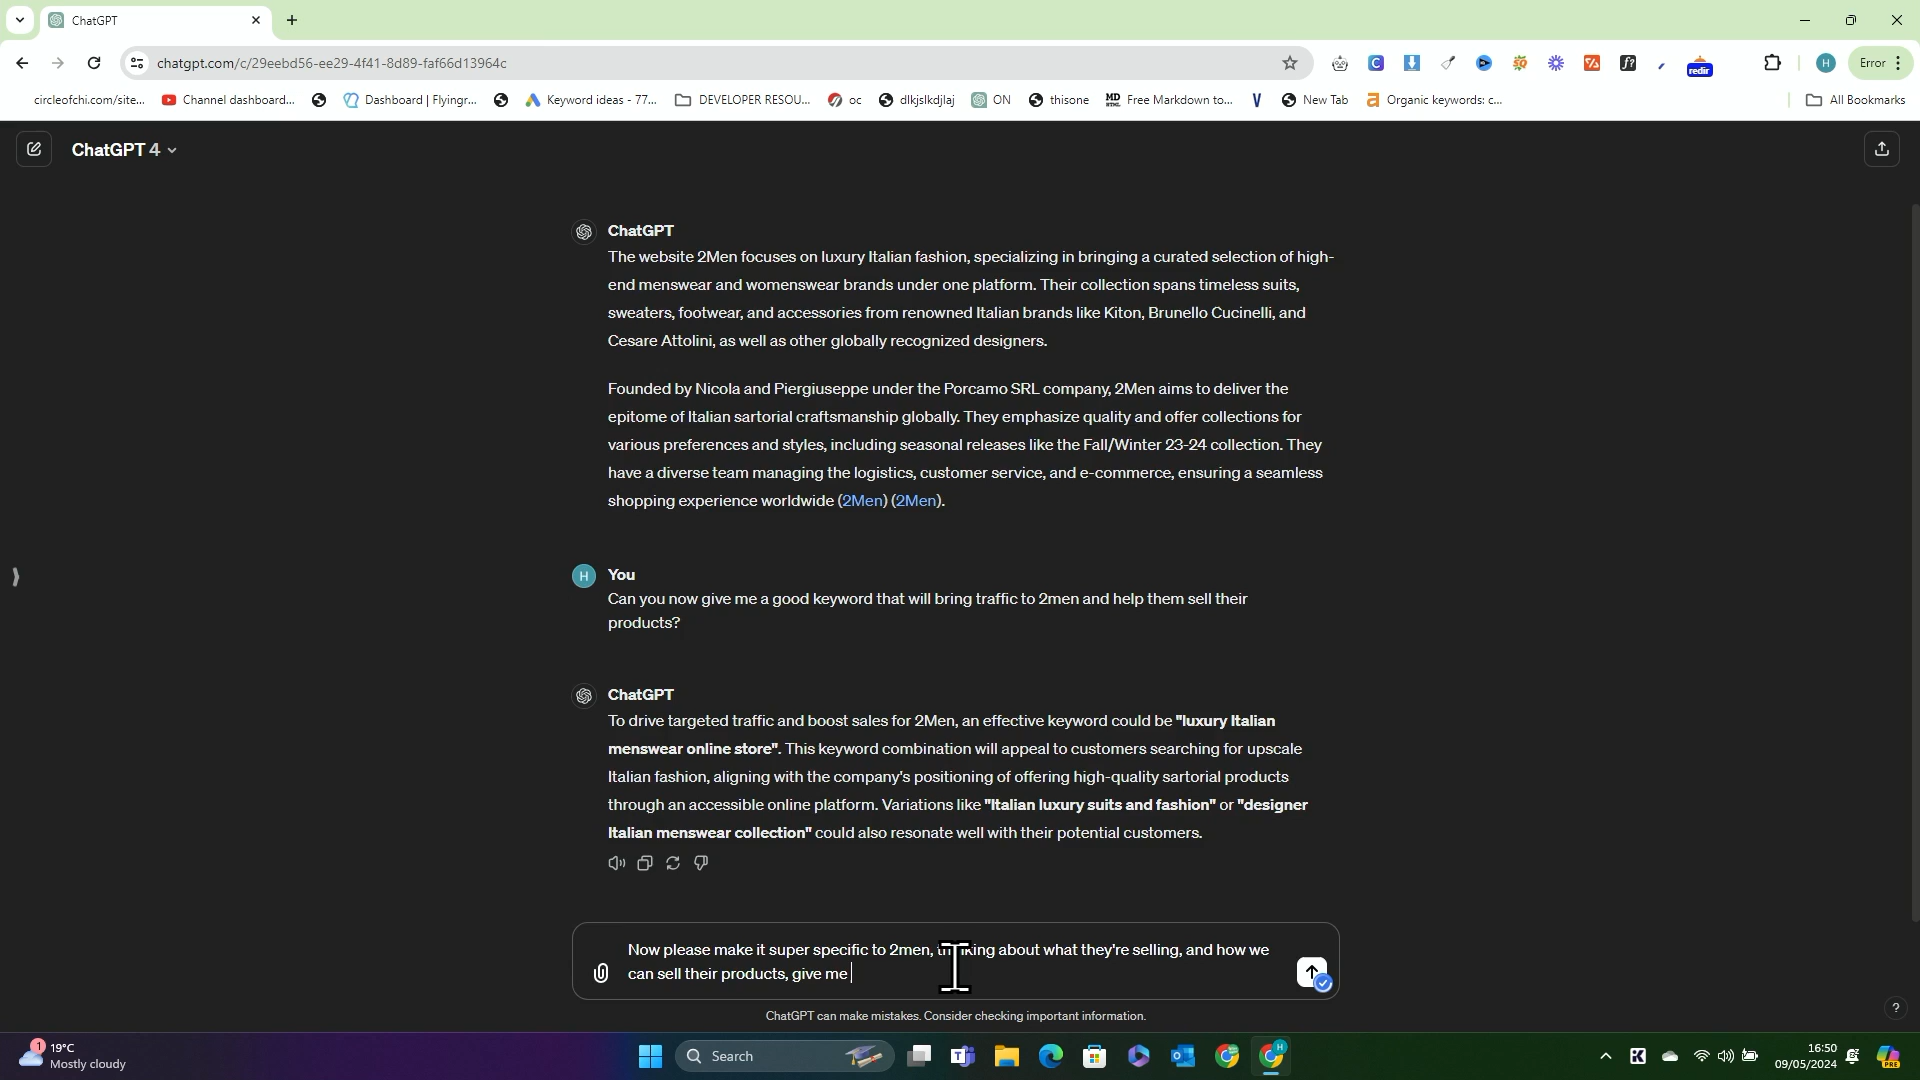 ChatGPT
chatgpt.com/c/29eebd56-ee29-4f41-8d89-faf66d13964c
redir
H
Error
circleofchi.com/site...
Channel dashboard...
Dashboard | Flyingr...
Keyword ideas - 77...
DEVELOPER RESOU...
oc
dlkjslkdjlaj
ON
thisone
Free Markdown to...
New Tab
Organic keywords: c...
All Bookmarks
ChatGPT 4
ChatGPT
The website 2Men focuses on luxury Italian fashion, specializing in bringing a curated selection of high-
end menswear and womenswear brands under one platform. Their collection spans timeless suits,
sweaters, footwear, and accessories from renowned Italian brands like Kiton, Brunello Cucinelli, and
Cesare Attolini, as well as other globally recognized designers.
Founded by Nicola and Piergiuseppe under the Porcamo SRL company, 2Men aims to deliver the
epitome of Italian sartorial craftsmanship globally. They emphasize quality and offer collections for
various preferences and styles, including seasonal releases like the Fall/Winter 23-24 collection. They
have a diverse team managing the logistics, customer service, and e-commerce, ensuring a seamless
shopping experience worldwide (2Men) (2Men).
H
You
Can you now give me a good keyword that will bring traffic to 2men and help them sell their
products?
ChatGPT
To drive targeted traffic and boost sales for 2Men, an effective keyword could be "luxury Italian
menswear online store". This keyword combination will appeal to customers searching for upscale
Italian fashion, aligning with the company's positioning of offering high-quality sartorial products
through an accessible online platform. Variations like "Italian luxury suits and fashion" or "designer
Italian menswear collection" could also resonate well with their potential customers.
Now please make it super specific to 2men, thinking about what they're selling, and how we
can sell their products, give me
ChatGPT can make mistakes. Consider checking important information.
?
1
19°C
Mostly cloudy
Search
16:50
09/05/2024